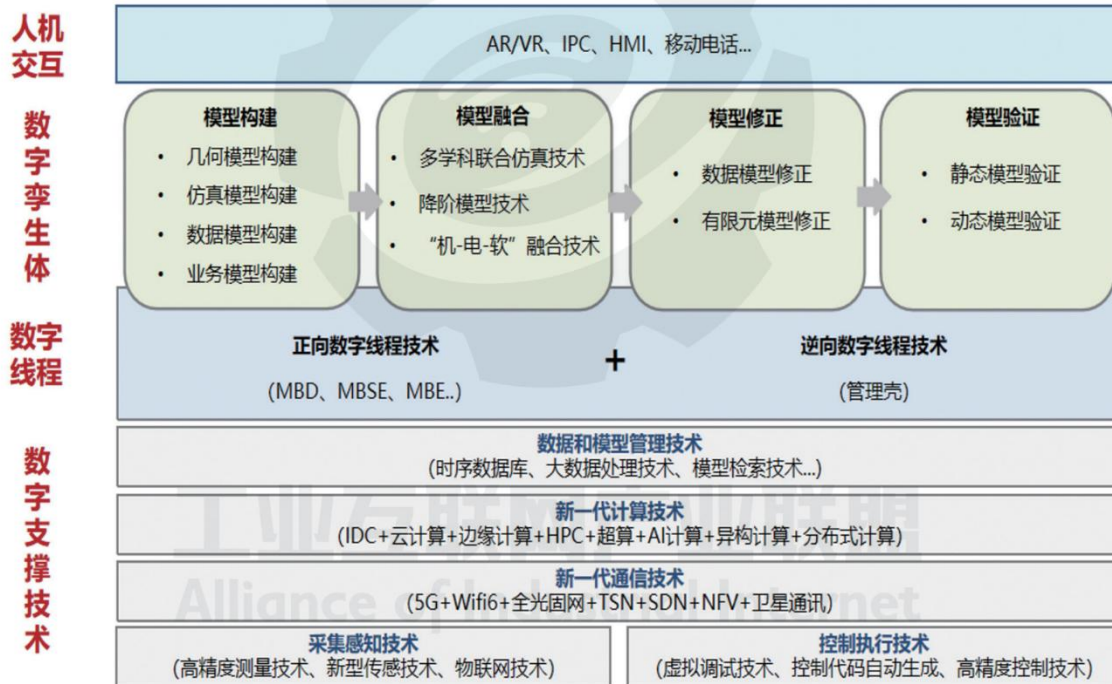 人机
交互
AR/VR、IPC、HMI、移动电话...
数
字
孪
生
体
模型构建
• 几何模型构建
• 仿真模型构建
• 数据模型构建
• 业务模型构建
模型融合
• 多学科联合仿真技术
• 降阶模型技术
• “机-电-软”融合技术
模型修正
• 数据模型修正
• 有限元模型修正
模型验证
• 静态模型验证
• 动态模型验证
数字
线程
正向数字线程技术
(MBD、MBSE、MBE..)
+
逆向数字线程技术
(管理壳)
数
字
支
撑
技
术
数据和模型管理技术
(时序数据库、大数据处理技术、模型检索技术...)
新一代计算技术
(IDC+云计算+边缘计算+HPC+超算+AI计算+异构计算+分布式计算)
新一代通信技术
(5G+Wifi6+全光固网+TSN+SDN+NFV+卫星通讯)
采集感知技术
(高精度测量技术、新型传感技术、物联网技术)
控制执行技术
(虚拟调试技术、控制代码自动生成、高精度控制技术)
工业互联网产业联盟
Alliance of Industrial Internet